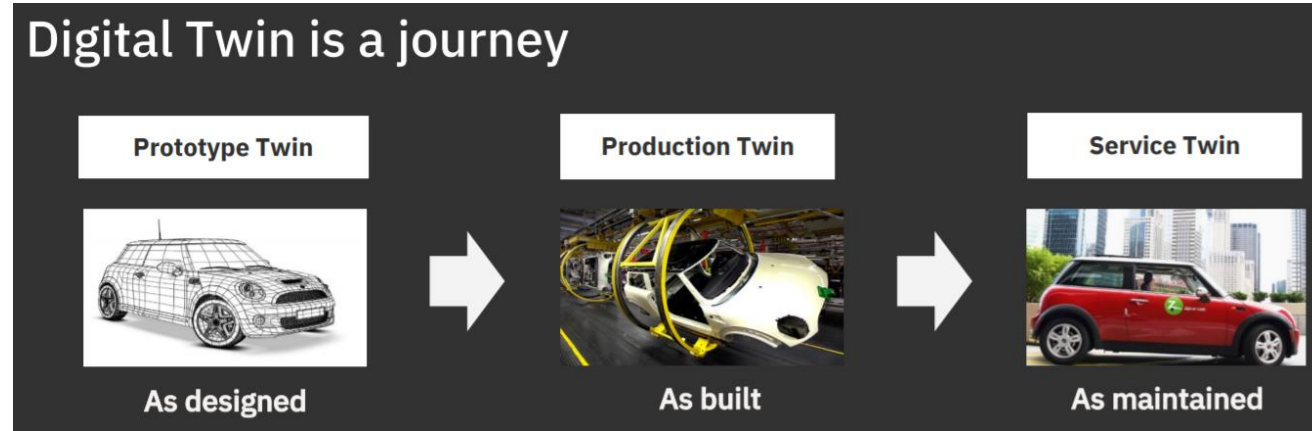 Digital Twin is a journey
Prototype Twin
Production Twin
Service Twin
As designed
As built
As maintained